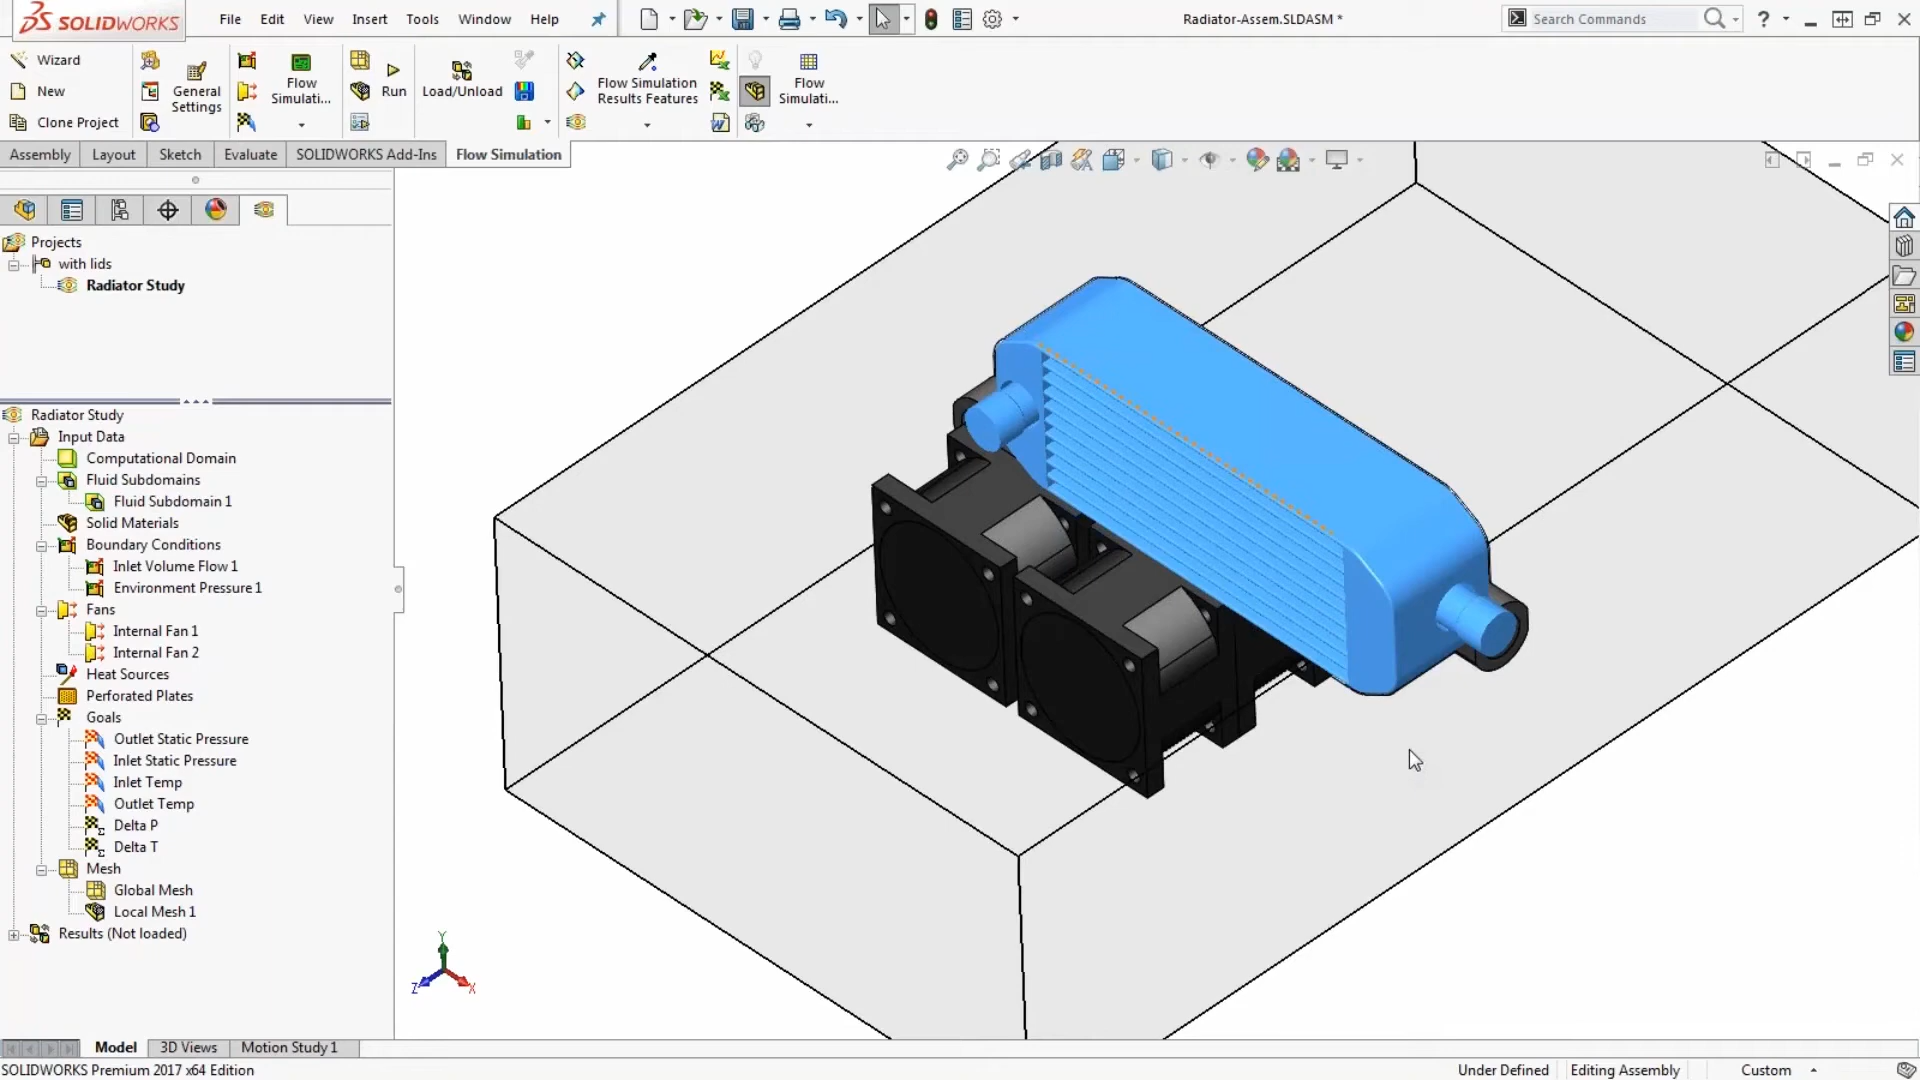 SOLIDWORKS
File Edit View Insert Tools Window Help
Radiator-Assem.SLDASM *
Search Commands
?
Wizard
New
Clone Project
General
Settings
Flow
Simulati...
Run
Load/Unload
Flow Simulation
Results Features
Flow
Simulati...
Assembly Layout Sketch Evaluate SOLIDWORKS Add-Ins Flow Simulation
Projects
with lids
Radiator Study
Radiator Study
Input Data
Computational Domain
Fluid Subdomains
Fluid Subdomain 1
Solid Materials
Boundary Conditions
Inlet Volume Flow 1
Environment Pressure 1
Fans
Internal Fan 1
Internal Fan 2
Heat Sources
Perforated Plates
Goals
Outlet Static Pressure
Inlet Static Pressure
Inlet Temp
Outlet Temp
Delta P
Delta T
Mesh
Global Mesh
Local Mesh 1
Results (Not loaded)
Y
Z
X
Model 3D Views Motion Study 1
SOLIDWORKS Premium 2017 x64 Edition
Under Defined Editing Assembly Custom